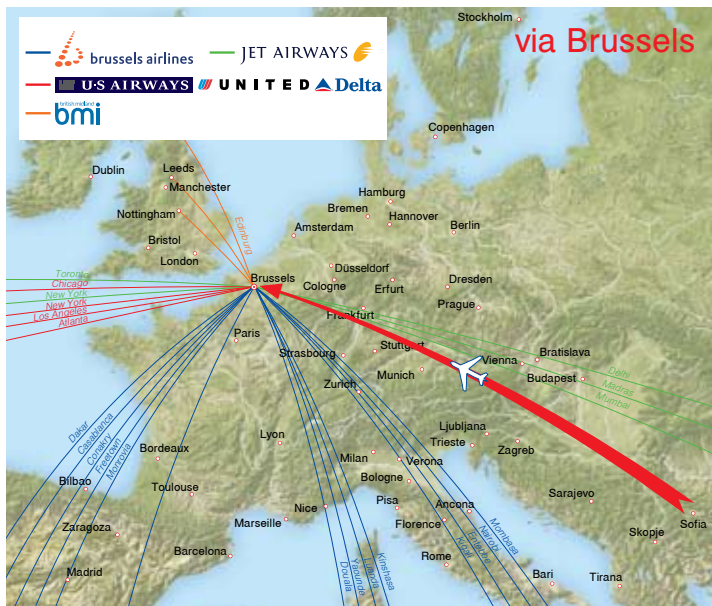 Stockholm
via Brussels
brussels airlines
JET AIRWAYS
U·S AIRWAYS
UNITED
Delta
british midland
bmi
Copenhagen
Dublin
Leeds
Manchester
Hamburg
Nottingham
Bremen
Hannover
Edinburg
Amsterdam
Berlin
Bristol
London
Toronto
Chicago
New York
New York
Los Angeles
Atlanta
Brussels
Düsseldorf
Cologne
Erfurt
Dresden
Frankfurt
Prague
Paris
Strasbourg
Stuttgart
Munich
Vienna
Bratislava
Budapest
Zurich
Delhi
Madras
Mumbai
Dakar
Casablanca
Conakry
Freetown
Monrovia
Lyon
Ljubljana
Trieste
Zagreb
Milan
Verona
Bordeaux
Bologne
Bilbao
Toulouse
Nice
Pisa
Ancona
Sarajevo
Sofia
Marseille
Florence
Skopje
Zaragoza
Barcelona
Rome
Madrid
Bari
Tirana
Douala
Yaounde
Luanda
Kinshasa
Kigali
Entebbe
Nairobi
Mombasa